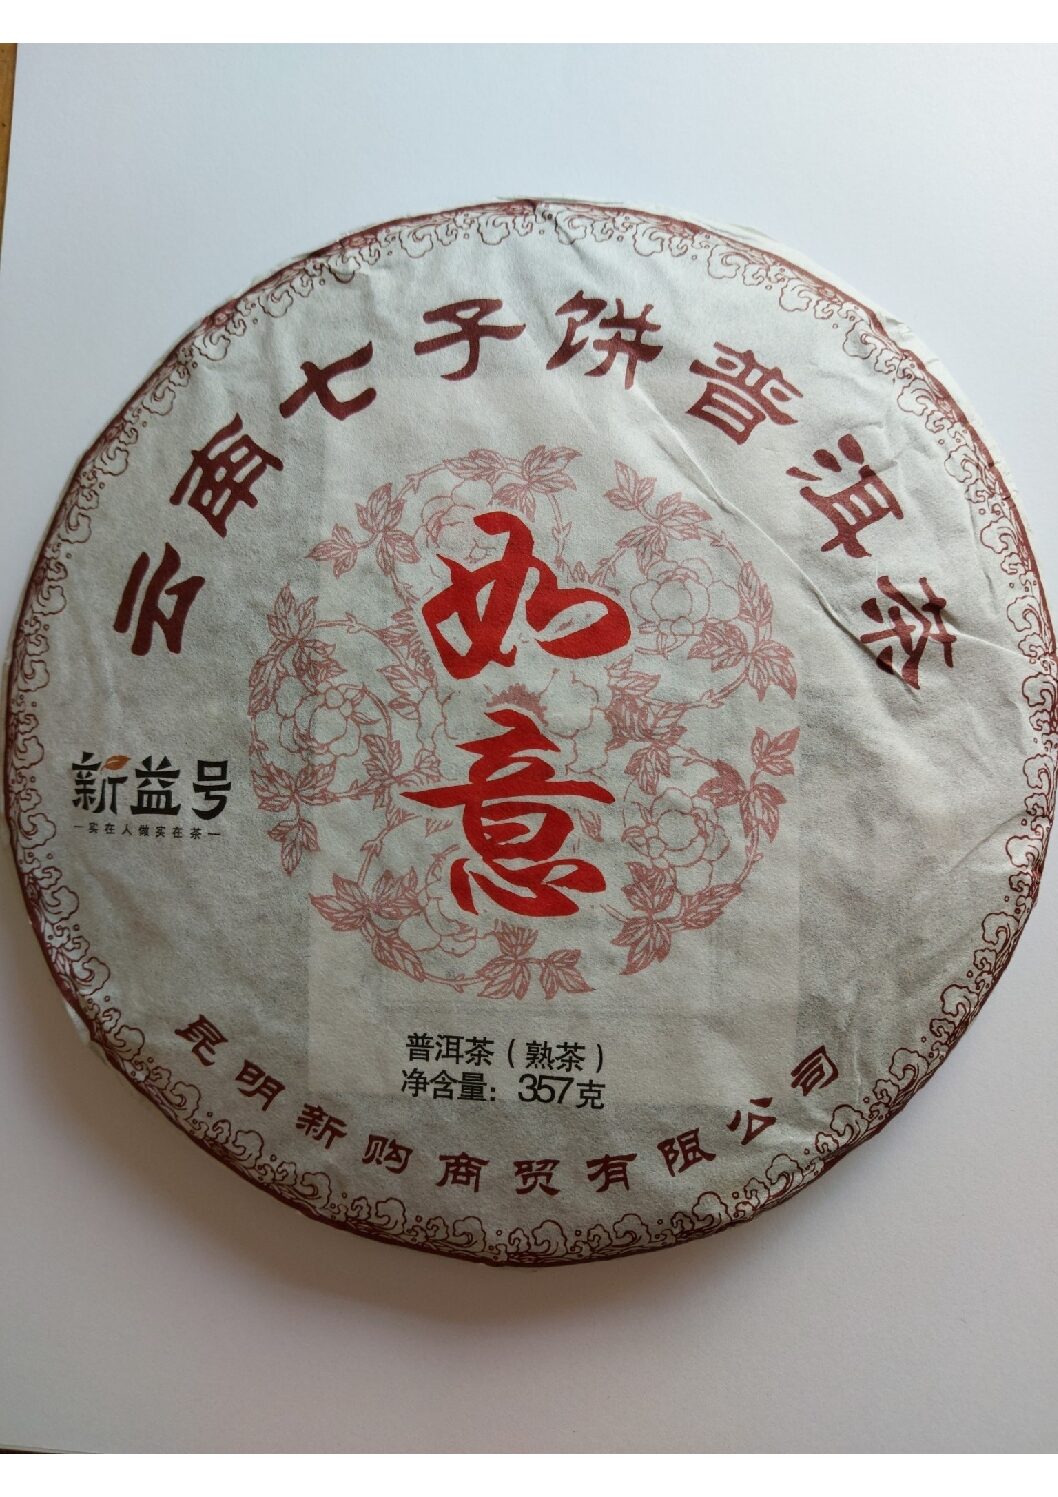 云南七子饼普洱茶
如意
新益号
—实在人做实在茶—
普洱茶（熟茶）
净含量：357克
昆明新购商贸有限公司